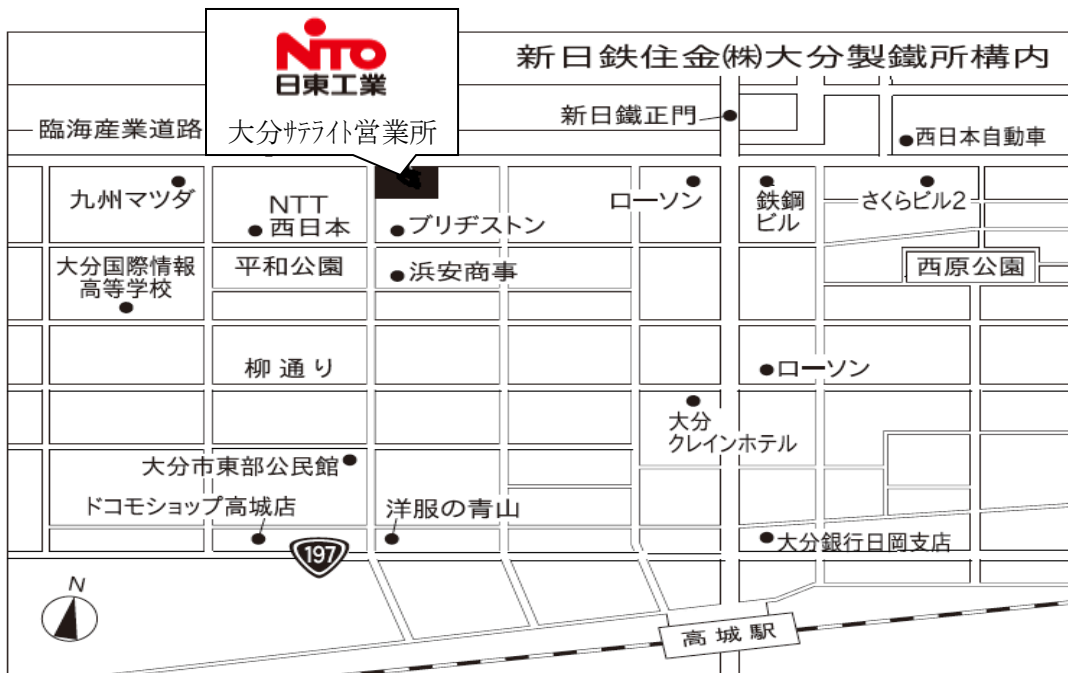 NiTO
日東工業
大分ｻﾃﾗｲﾄ営業所
新日鉄住金㈱大分製鐵所構内
臨海産業道路
新日鐵正門
西日本自動車
九州マツダ
NTT
西日本
ブリヂストン
ローソン
鉄鋼
ビル
さくらビル2
大分国際情報
高等学校
平和公園
浜安商事
西原公園
柳通り
ローソン
大分
クレインホテル
大分市東部公民館
ドコモショップ高城店
洋服の青山
197
大分銀行日岡支店
N
高城駅